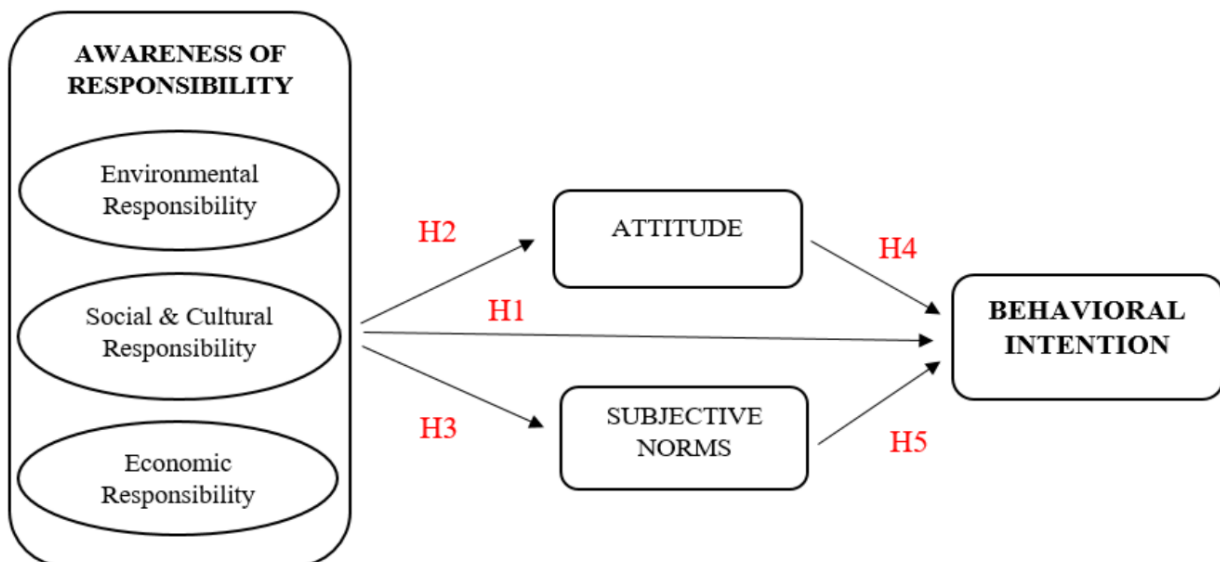 AWARENESS OF
RESPONSIBILITY
Environmental
Responsibility
Social & Cultural
Responsibility
Economic
Responsibility
H2
H1
H3
ATTITUDE
SUBJECTIVE
NORMS
H4
H5
BEHAVIORAL
INTENTION